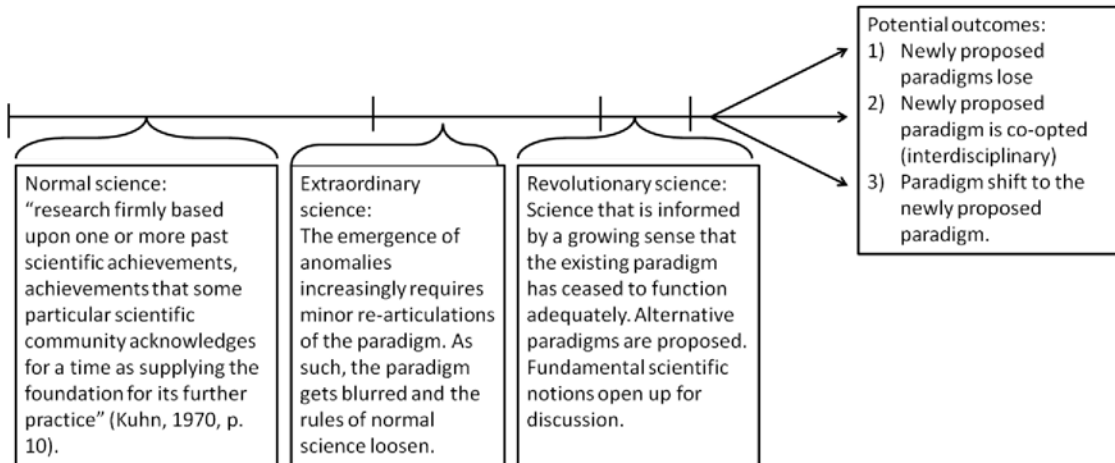 Potential outcomes:
1) Newly proposed
paradigms lose
2) Newly proposed
paradigm is co-opted
(interdisciplinary)
3) Paradigm shift to the
newly proposed
paradigm.
Normal science:
“research firmly based
upon one or more past
scientific achievements,
achievements that some
particular scientific
community acknowledges
for a time as supplying the
foundation for its further
practice” (Kuhn, 1970, p.
10).
Extraordinary
science:
The emergence of
anomalies
increasingly requires
minor re-articulations
of the paradigm. As
such, the paradigm
gets blurred and the
rules of normal
science loosen.
Revolutionary science:
Science that is informed
by a growing sense that
the existing paradigm
has ceased to function
adequately. Alternative
paradigms are proposed.
Fundamental scientific
notions open up for
discussion.